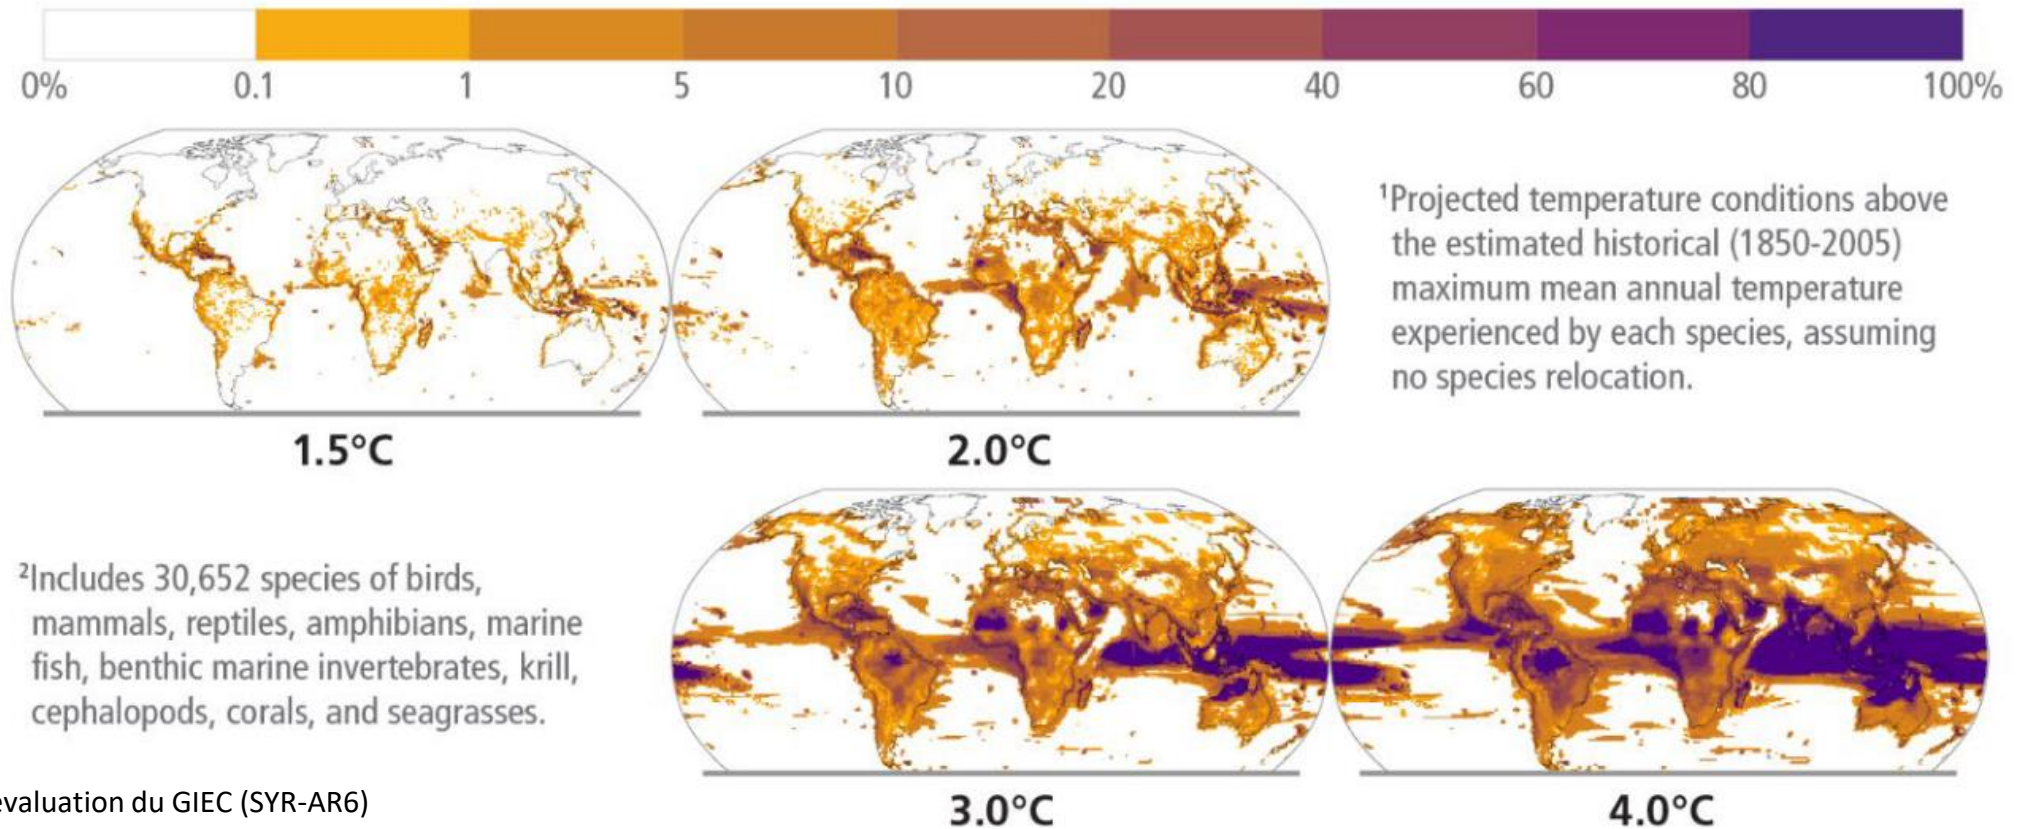 0% 0.1 1 5 10 20 40 60 80 100%
¹Projected temperature conditions above
the estimated historical (1850-2005)
maximum mean annual temperature
experienced by each species, assuming
no species relocation.
1.5°C 2.0°C
²Includes 30,652 species of birds,
mammals, reptiles, amphibians, marine
fish, benthic marine invertebrates, krill,
cephalopods, corals, and seagrasses.
évaluation du GIEC (SYR-AR6)
3.0°C 4.0°C